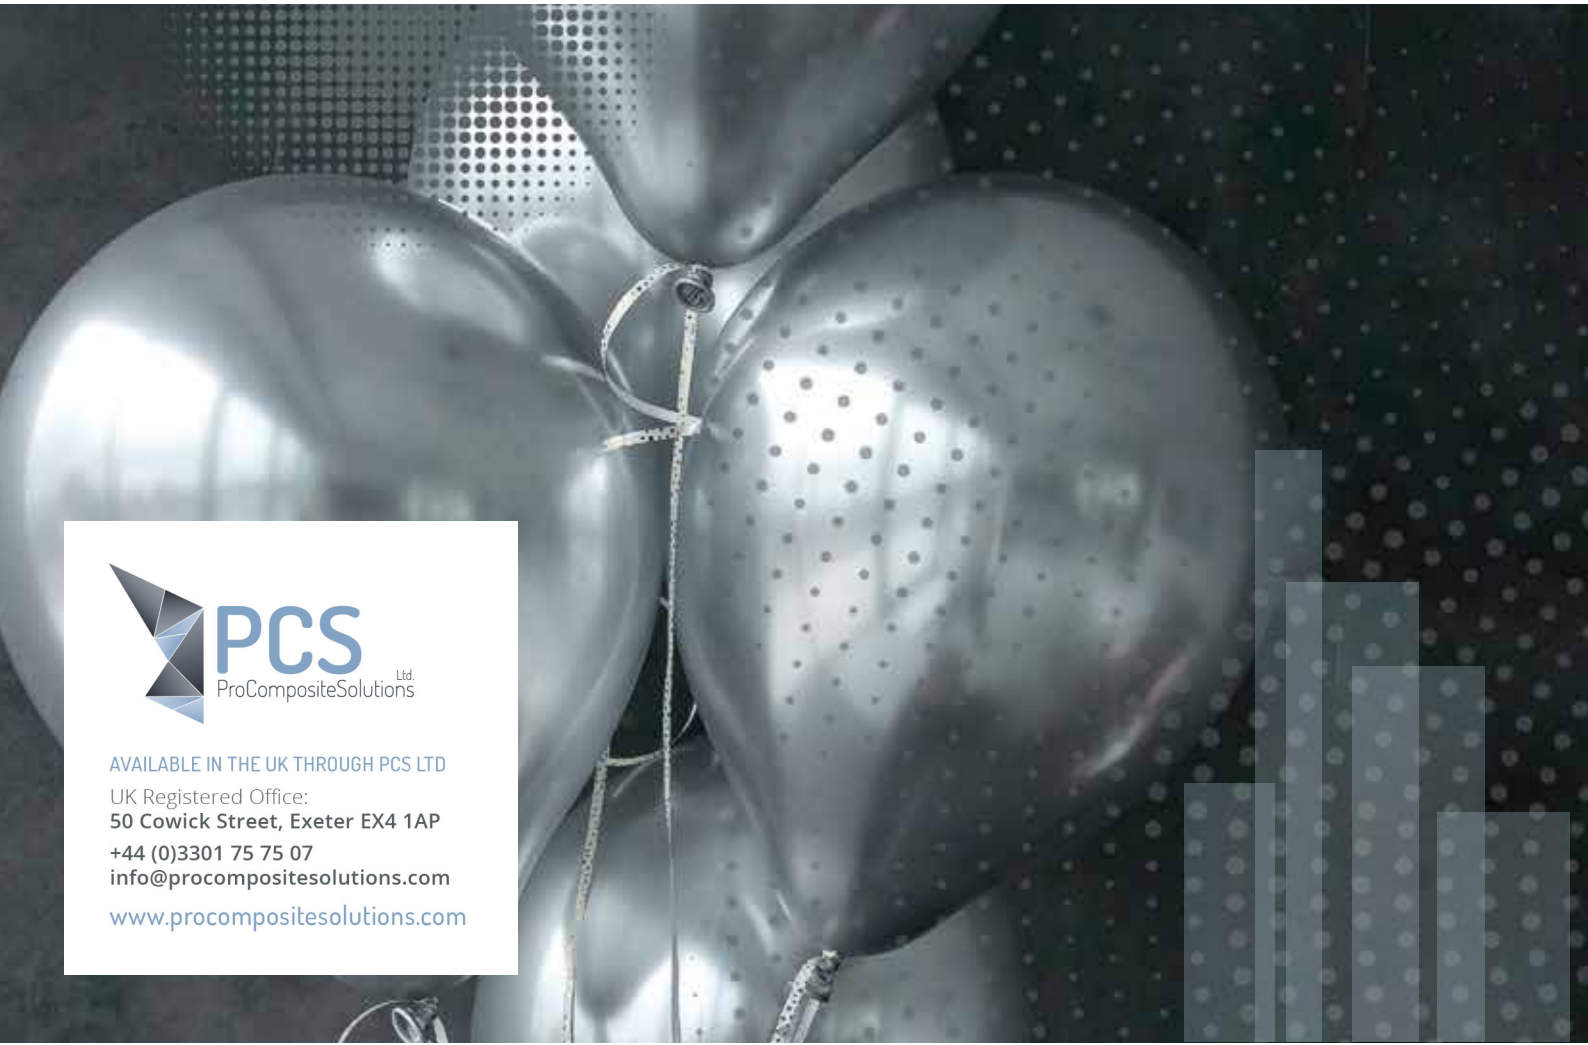 PCS
Ltd.
ProCompositeSolutions
AVAILABLE IN THE UK THROUGH PCS LTD
UK Registered Office:
50 Cowick Street, Exeter EX4 1AP
+44 (0)3301 75 75 07
info@procompositesolutions.com
www.procompositesolutions.com